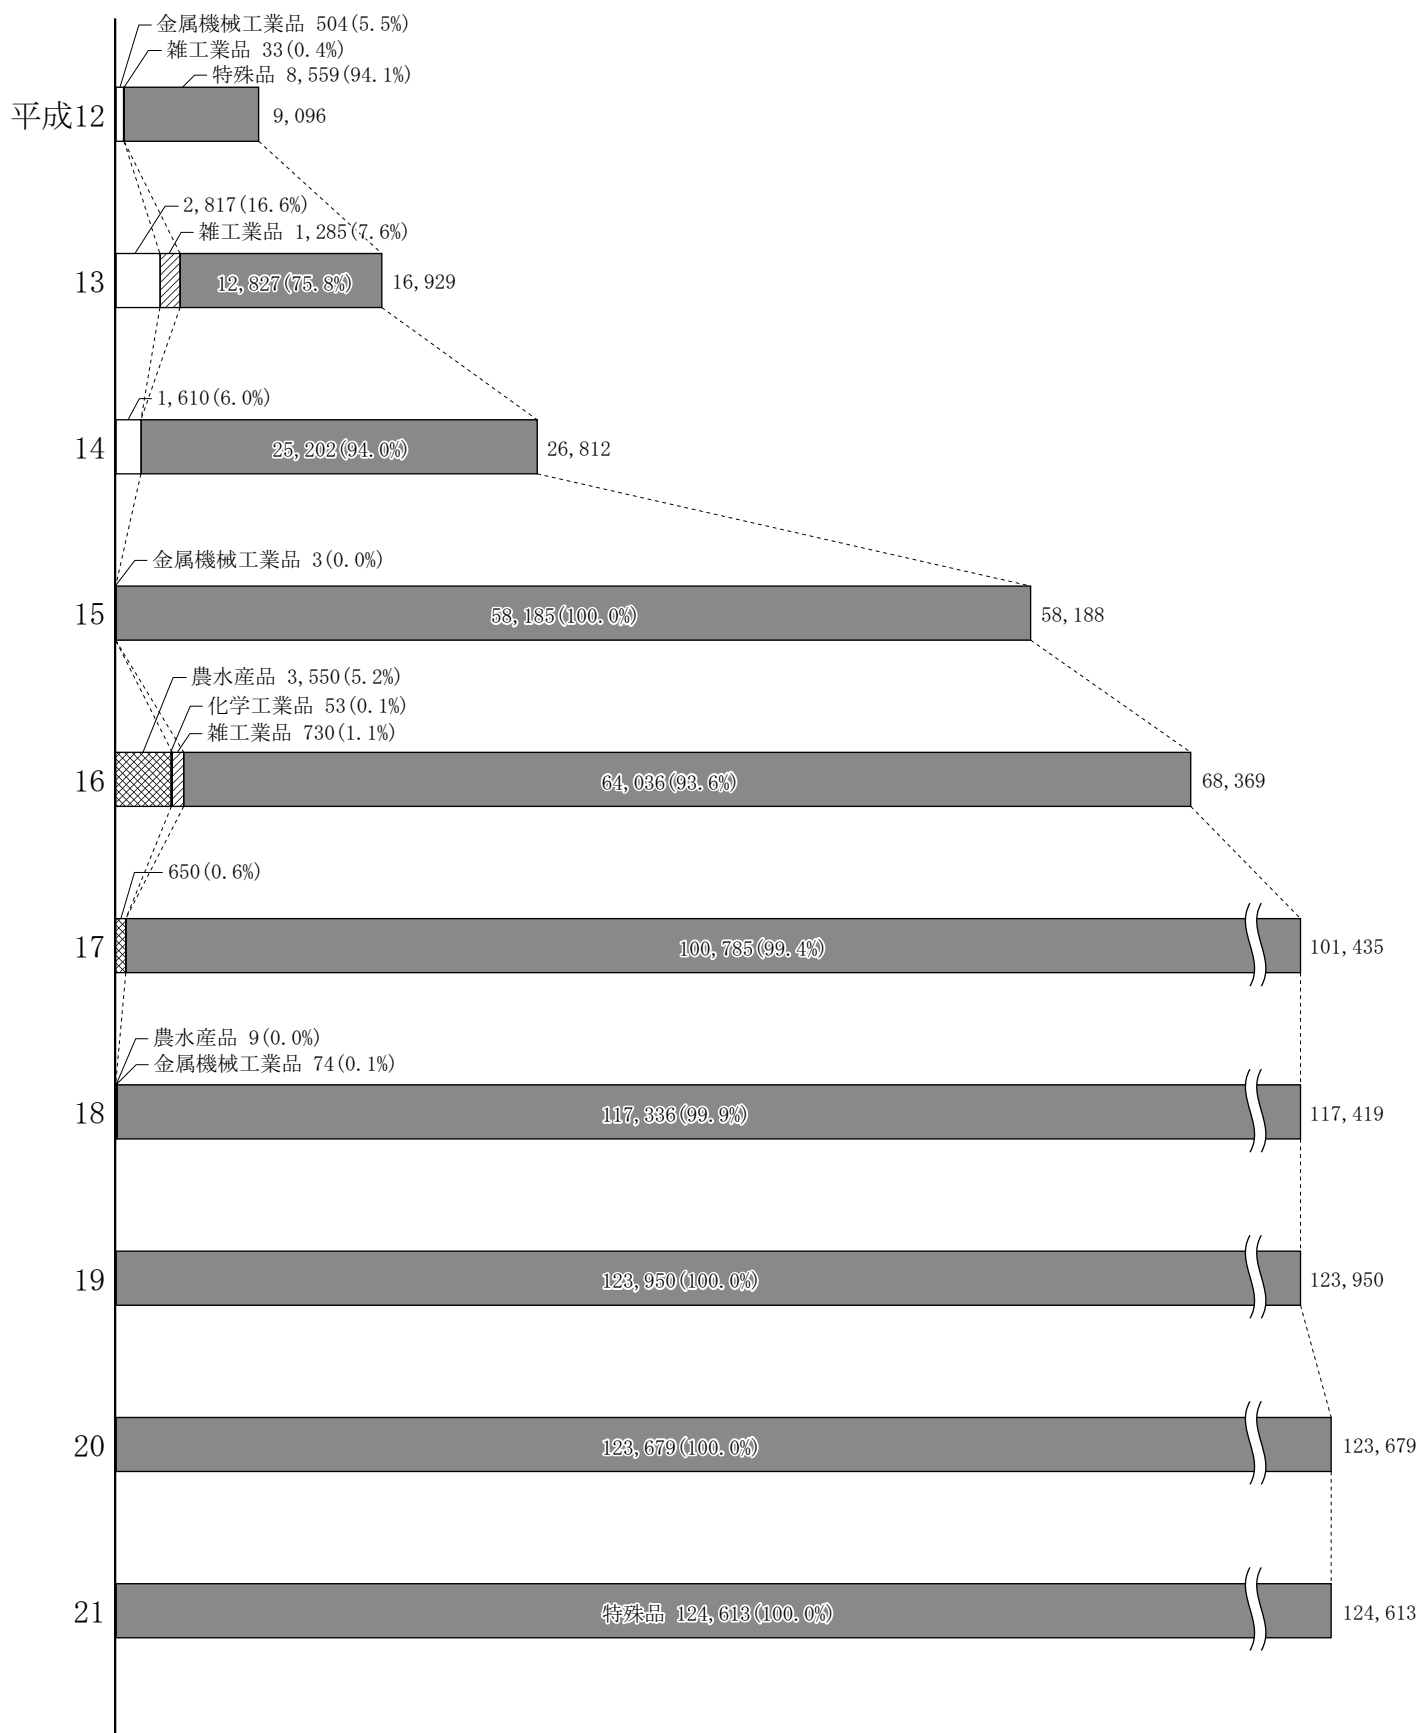 金属機械工業品 504(5.5%)
雑工業品 33(0.4%)
特殊品 8,559(94.1%)
平成12
9,096
2,817(16.6%)
雑工業品 1,285(7.6%)
13
12,827(75.8%)
16,929
1,610(6.0%)
14
25,202(94.0%)
26,812
金属機械工業品 3(0.0%)
15
58,185(100.0%)
58,188
農水産品 3,550(5.2%)
化学工業品 53(0.1%)
雑工業品 730(1.1%)
16
64,036(93.6%)
68,369
650(0.6%)
17
100,785(99.4%)
101,435
農水産品 9(0.0%)
金属機械工業品 74(0.1%)
18
117,336(99.9%)
117,419
19
123,950(100.0%)
123,950
20
123,679(100.0%)
123,679
21
特殊品 124,613(100.0%)
124,613